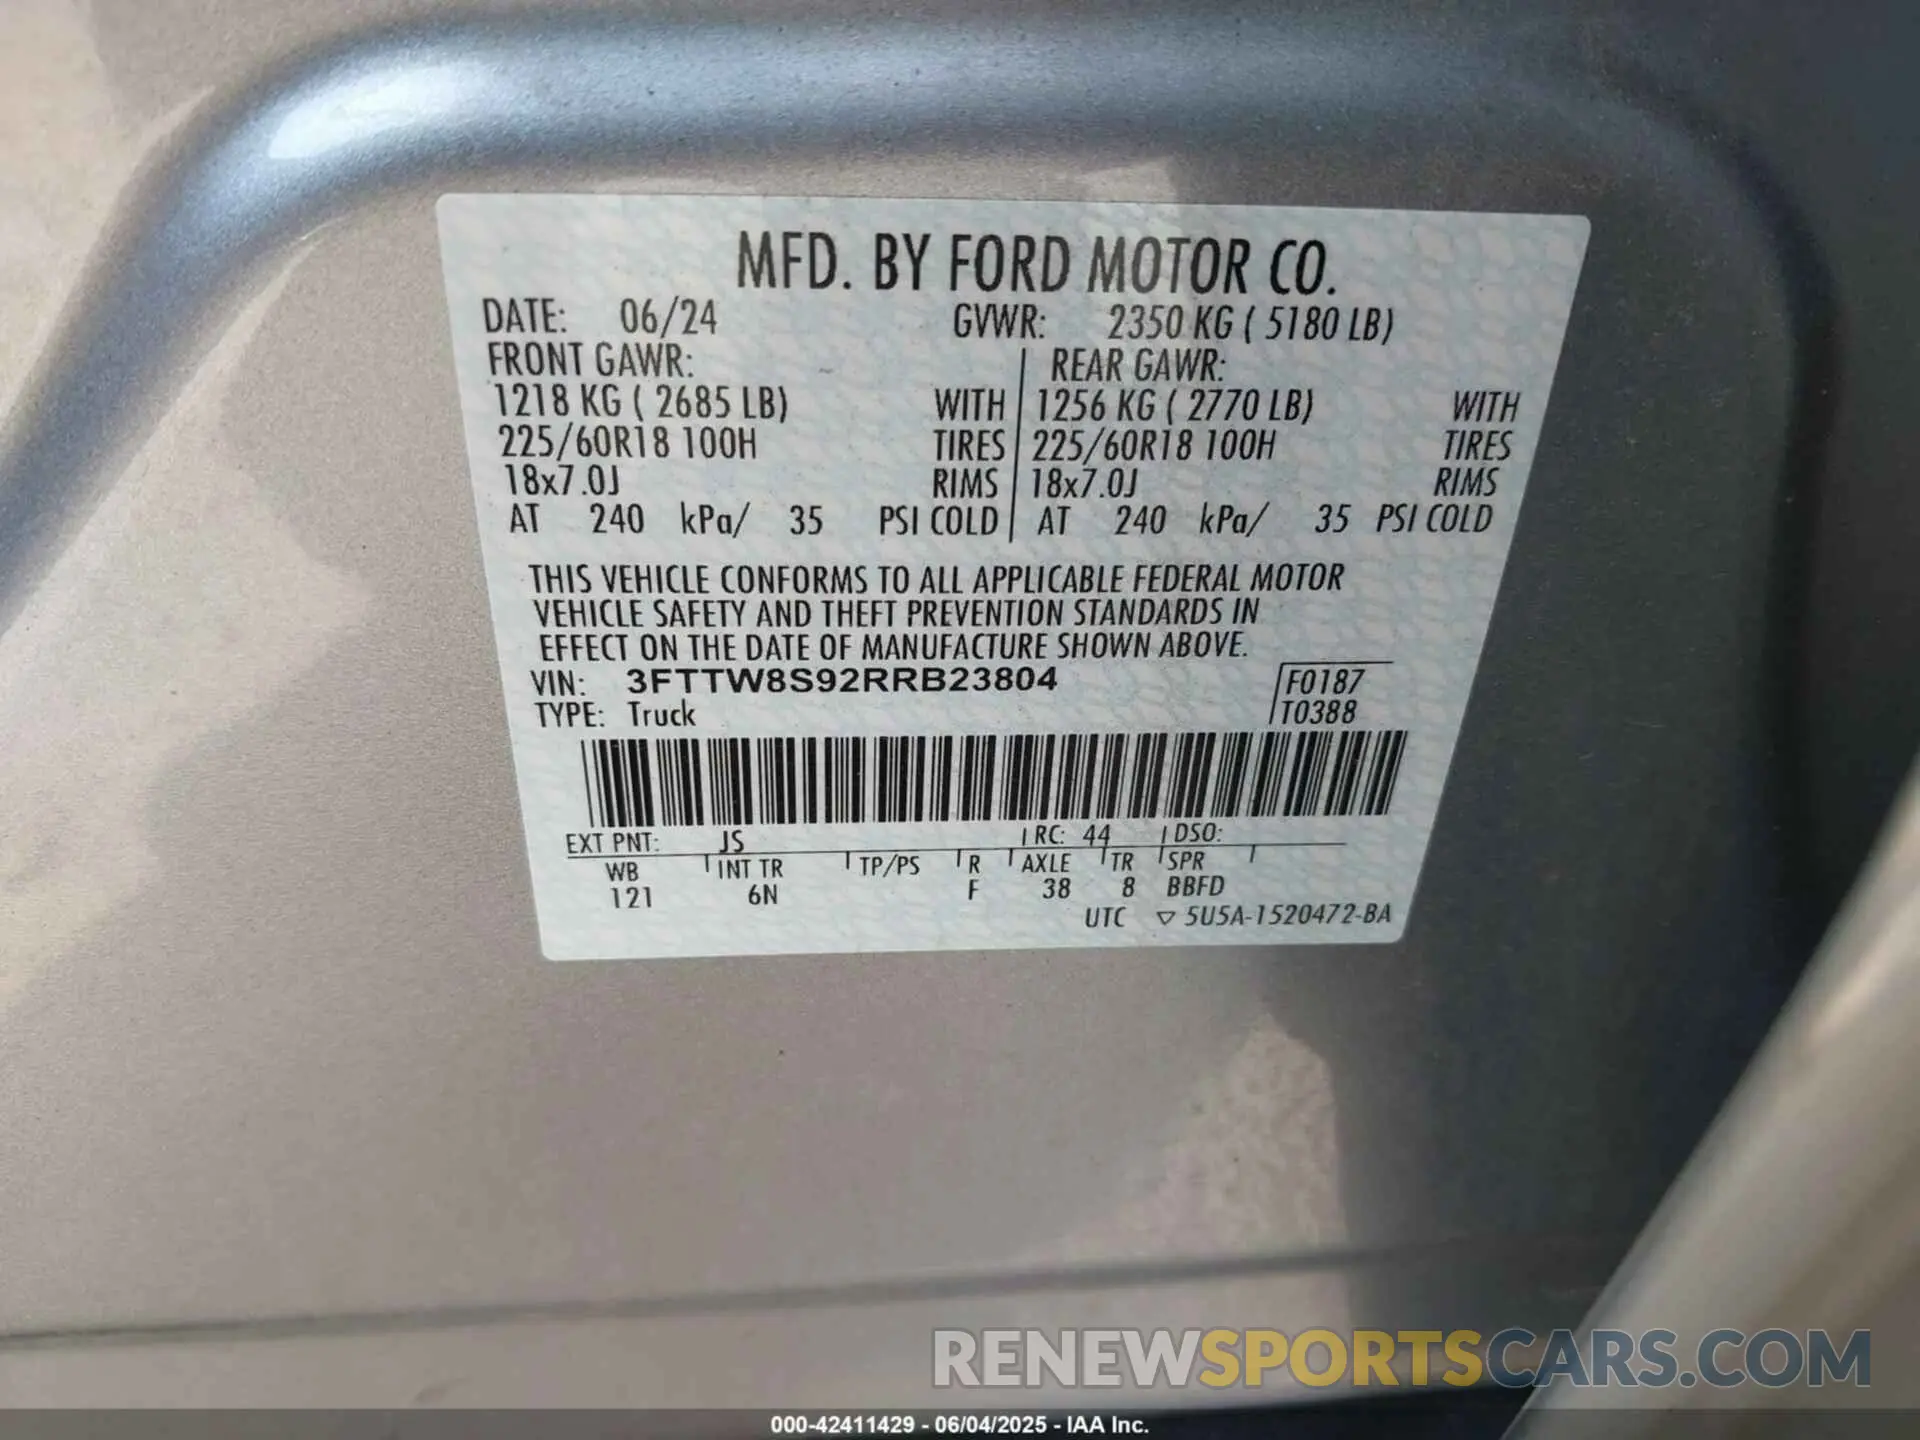 MFD. BY FORD MOTOR CO.
DATE: 06/24 GVWR: 2350 KG ( 5180 LB)
FRONT GAWR: REAR GAWR:
1218 KG ( 2685 LB) WITH 1256 KG ( 2770 LB) WITH
225/60R18 100H TIRES 225/60R18 100H TIRES
18x7.0J RIMS 18x7.0J RIMS
AT 240 kPa/ 35 PSI COLD AT 240 kPa/ 35 PSI COLD
THIS VEHICLE CONFORMS TO ALL APPLICABLE FEDERAL MOTOR
VEHICLE SAFETY AND THEFT PREVENTION STANDARDS IN
EFFECT ON THE DATE OF MANUFACTURE SHOWN ABOVE.
VIN: 3FTTW8S92RRB23804 F0187
TYPE: Truck T0388
EXT PNT: JS RC: 44 DSO:
WB INT TR TP/PS R AXLE TR SPR
121 6N F 38 8 BBFD
UTC ▽ 5U5A-1520472-BA
RENEWSPORTSCARS.COM
000-42411429 - 06/04/2025 - IAA Inc.